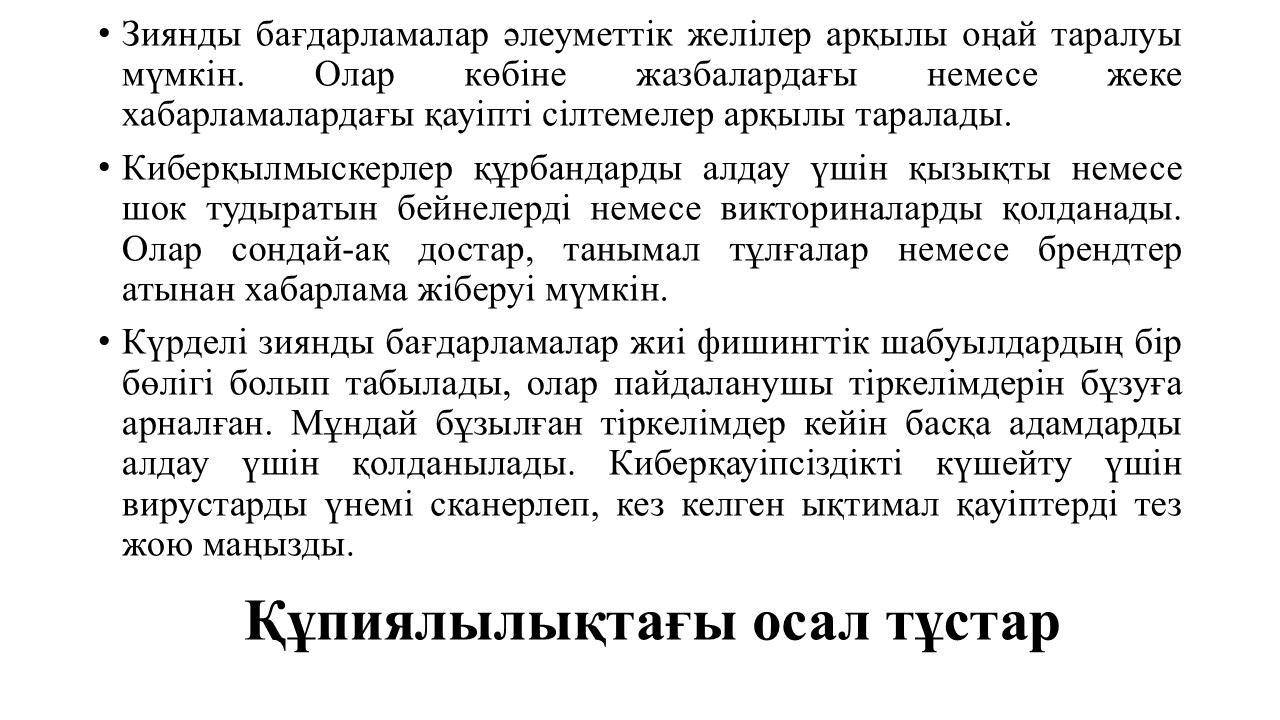 • Зиянды бағдарламалар әлеуметтік желілер арқылы оңай таралуы
мүмкін. Олар көбіне жазбалардағы немесе жеке
хабарламалардағы қауіпті сілтемелер арқылы таралады.
• Киберқылмыскерлер құрбандарды алдау үшін қызықты немесе
шок тудыратын бейнелерді немесе викториналарды қолданады.
Олар сондай-ақ достар, танымал тұлғалар немесе брендтер
атынан хабарлама жіберуі мүмкін.
• Күрделі зиянды бағдарламалар жиі фишингтік шабуылдардың бір
бөлігі болып табылады, олар пайдаланушы тіркелімдерін бұзуға
арналған. Мұндай бұзылған тіркелімдер кейін басқа адамдарды
алдау үшін қолданылады. Киберқауіпсіздікті күшейту үшін
вирустарды үнемі сканерлеп, кез келген ықтимал қауіптерді тез
жою маңызды.
Құпиялылықтағы осал тұстар